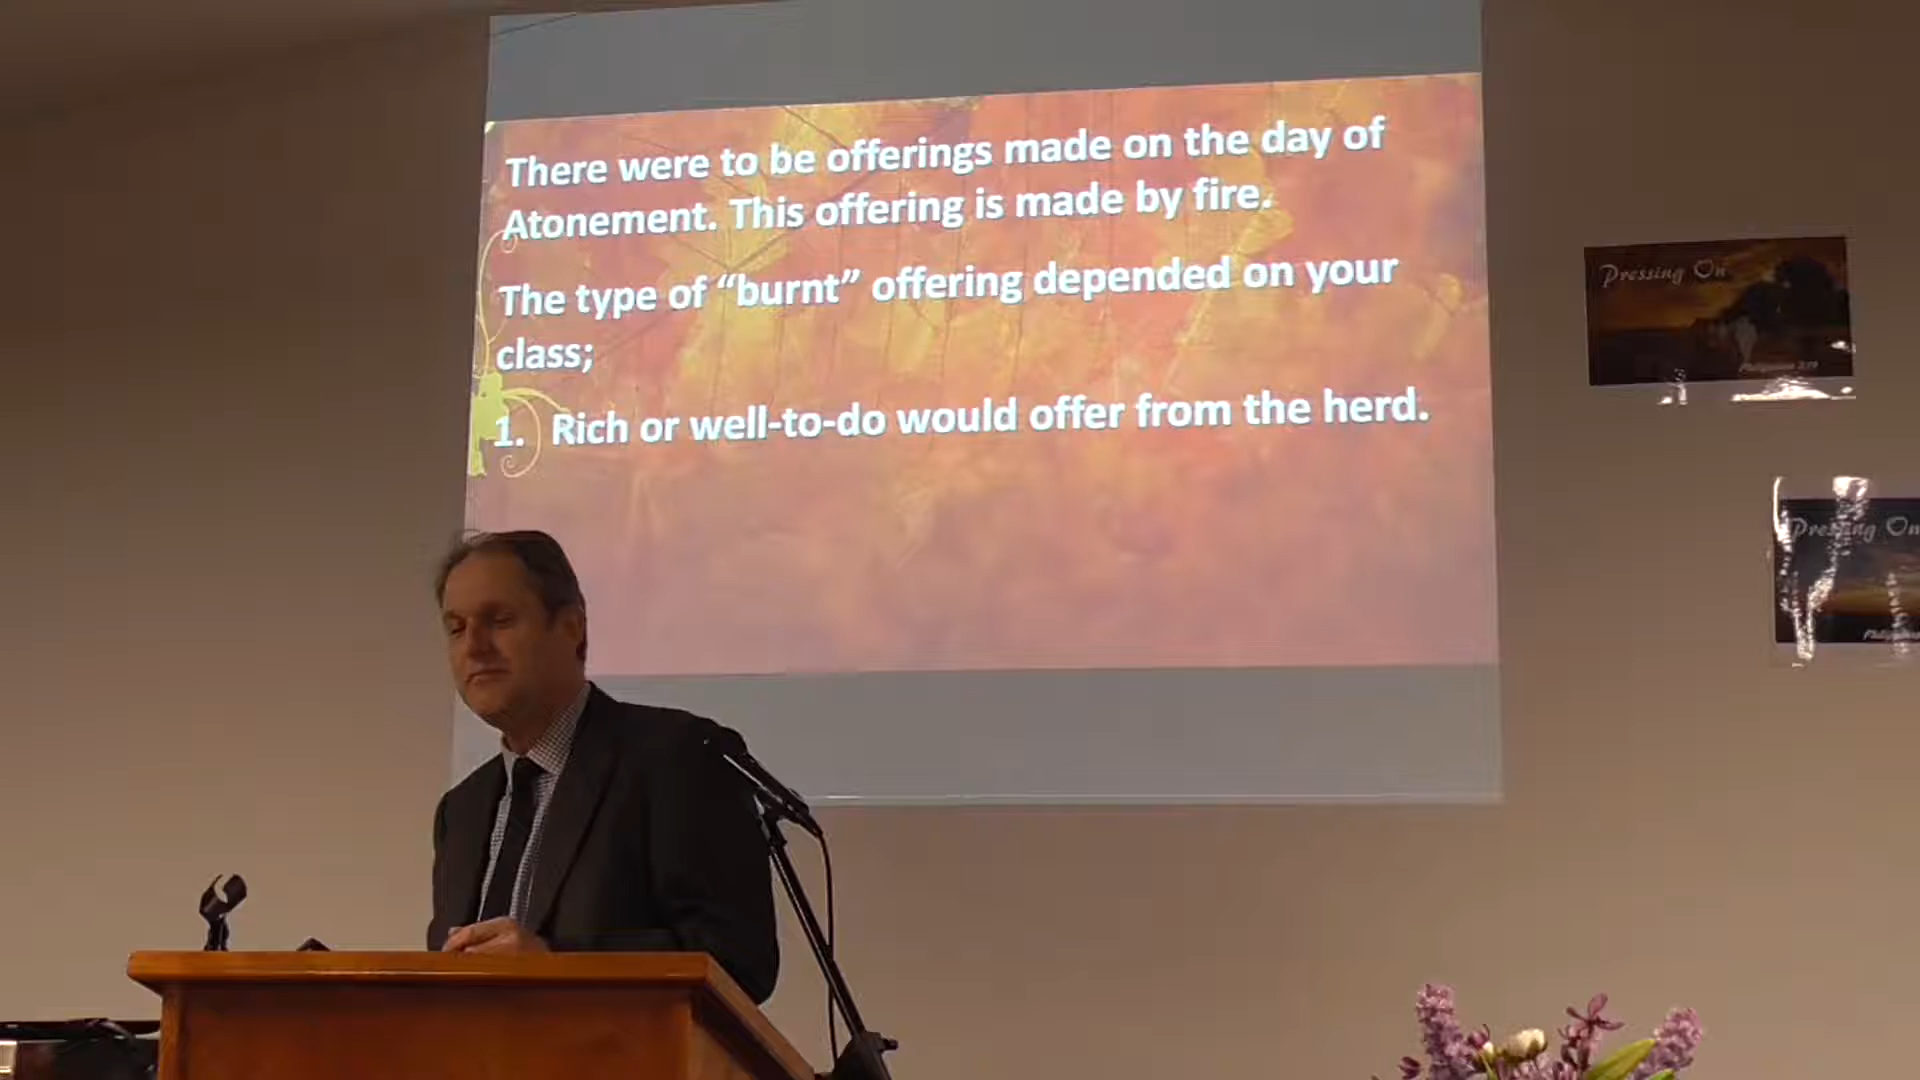 There were to be offerings made on the day of
Atonement. This offering is made by fire.
The type of “burnt” offering depended on your
class;
1. Rich or well-to-do would offer from the herd.
Pressing On
Pressing On